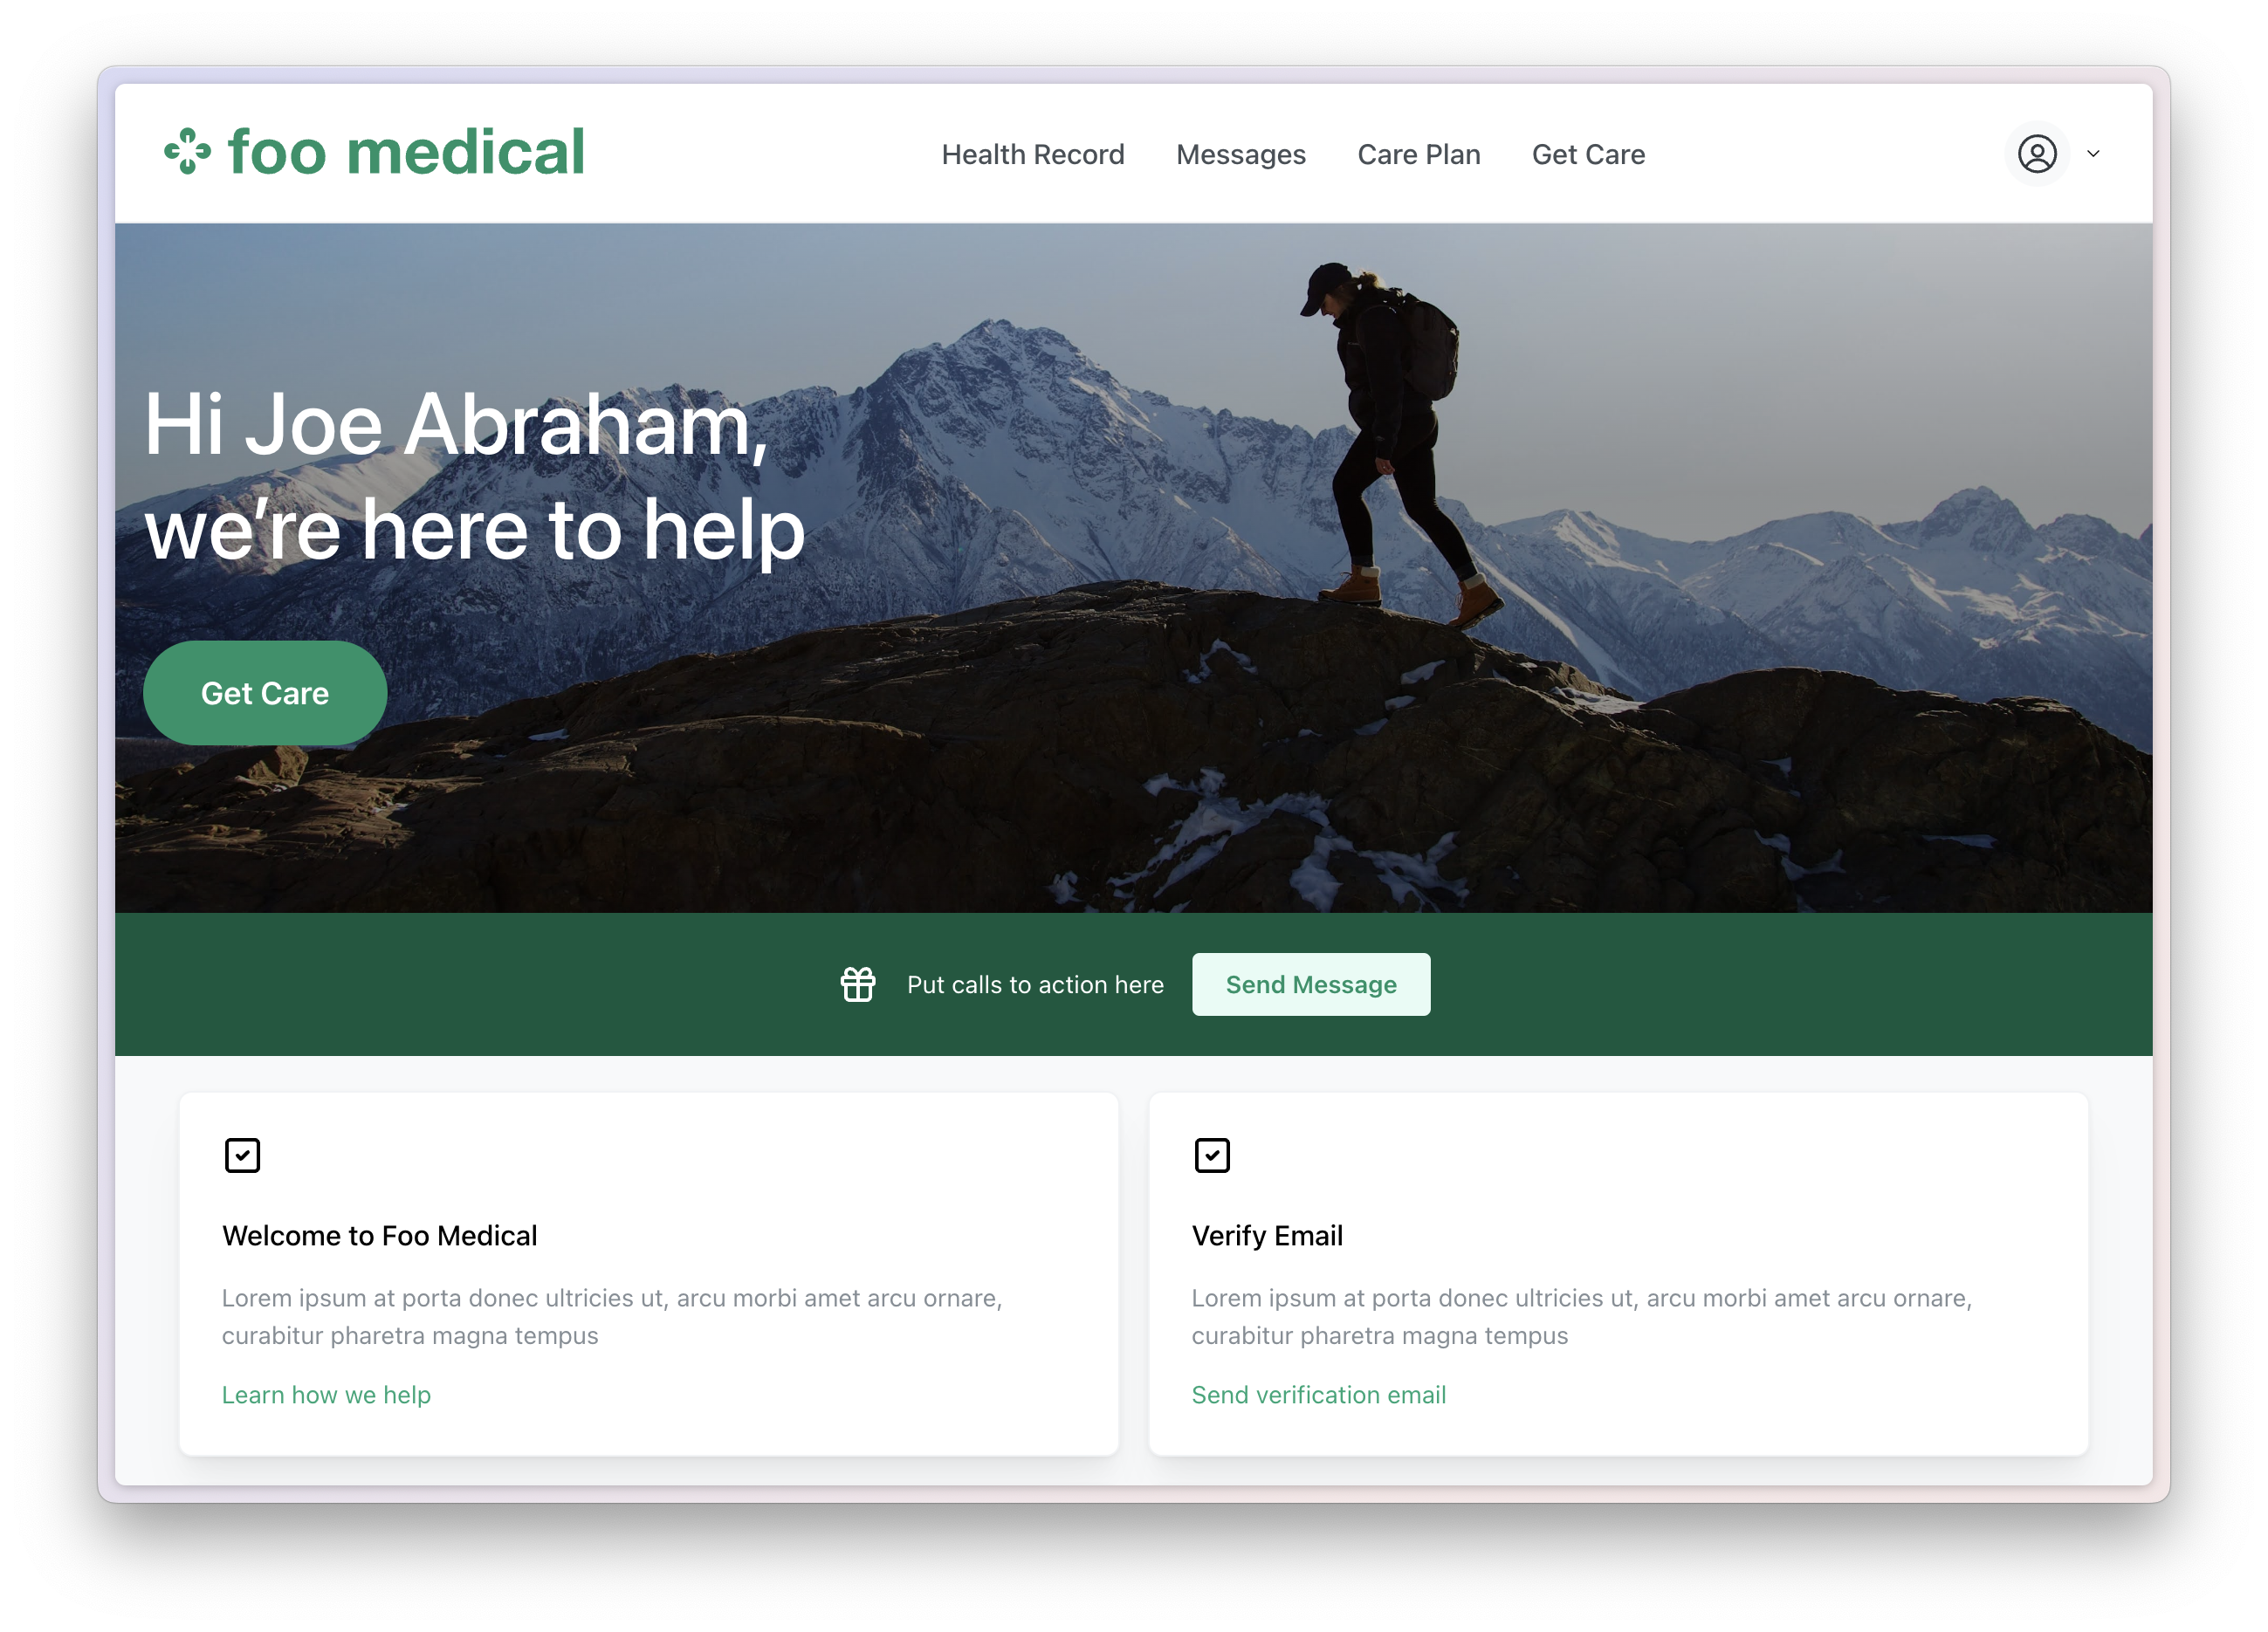 foo medical
Health Record Messages Care Plan Get Care
Hi Joe Abraham,
we’re here to help
Get Care
Put calls to action here Send Message
Welcome to Foo Medical
Lorem ipsum at porta donec ultricies ut, arcu morbi amet arcu ornare,
curabitur pharetra magna tempus
Learn how we help
Verify Email
Lorem ipsum at porta donec ultricies ut, arcu morbi amet arcu ornare,
curabitur pharetra magna tempus
Send verification email